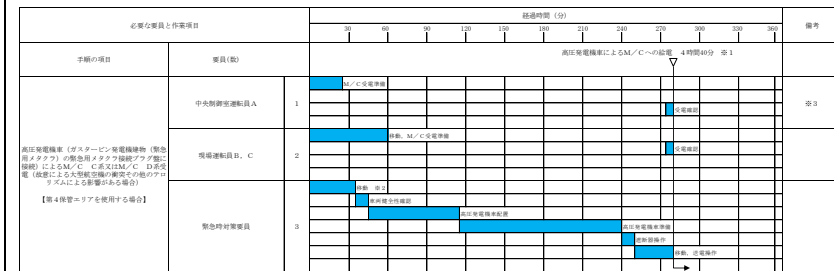 必要な要員と作業項目
経過時間（分）
備考
30 60 90 120 150 180 210 240 270 300 330 360
手順の項目
要員(数)
高圧発電機車によるＭ／Ｃへの給電　４時間40分　※１
▽
高圧発電機車（ガスタービン発電機建物（緊急
用メタクラ）の緊急用メタクラ接続プラグ盤に
接続）によるＭ／Ｃ　Ｃ系又はＭ／Ｃ　Ｄ系受
電（故意による大型航空機の衝突その他のテロ
リズムによる影響がある場合）
【第４保管エリアを使用する場合】
中央制御室運転員Ａ
1
Ｍ／Ｃ受電準備
受電確認
※３
現場運転員Ｂ，Ｃ
2
移動，Ｍ／Ｃ受電準備
受電確認
緊急時対策要員
3
移動　※２
車両健全性確認
高圧発電機車配置
高圧発電機車準備
遮断器操作
移動，送電操作